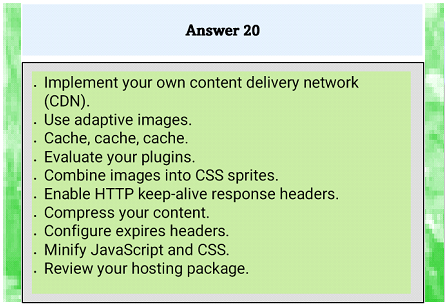 Answer 20
. Implement your own content delivery network
(CDN).
. Use adaptive images.
. Cache, cache, cache.
. Evaluate your plugins.
. Combine images into CSS sprites.
. Enable HTTP keep-alive response headers.
. Compress your content.
. Configure expires headers.
. Minify JavaScript and CSS.
. Review your hosting package.